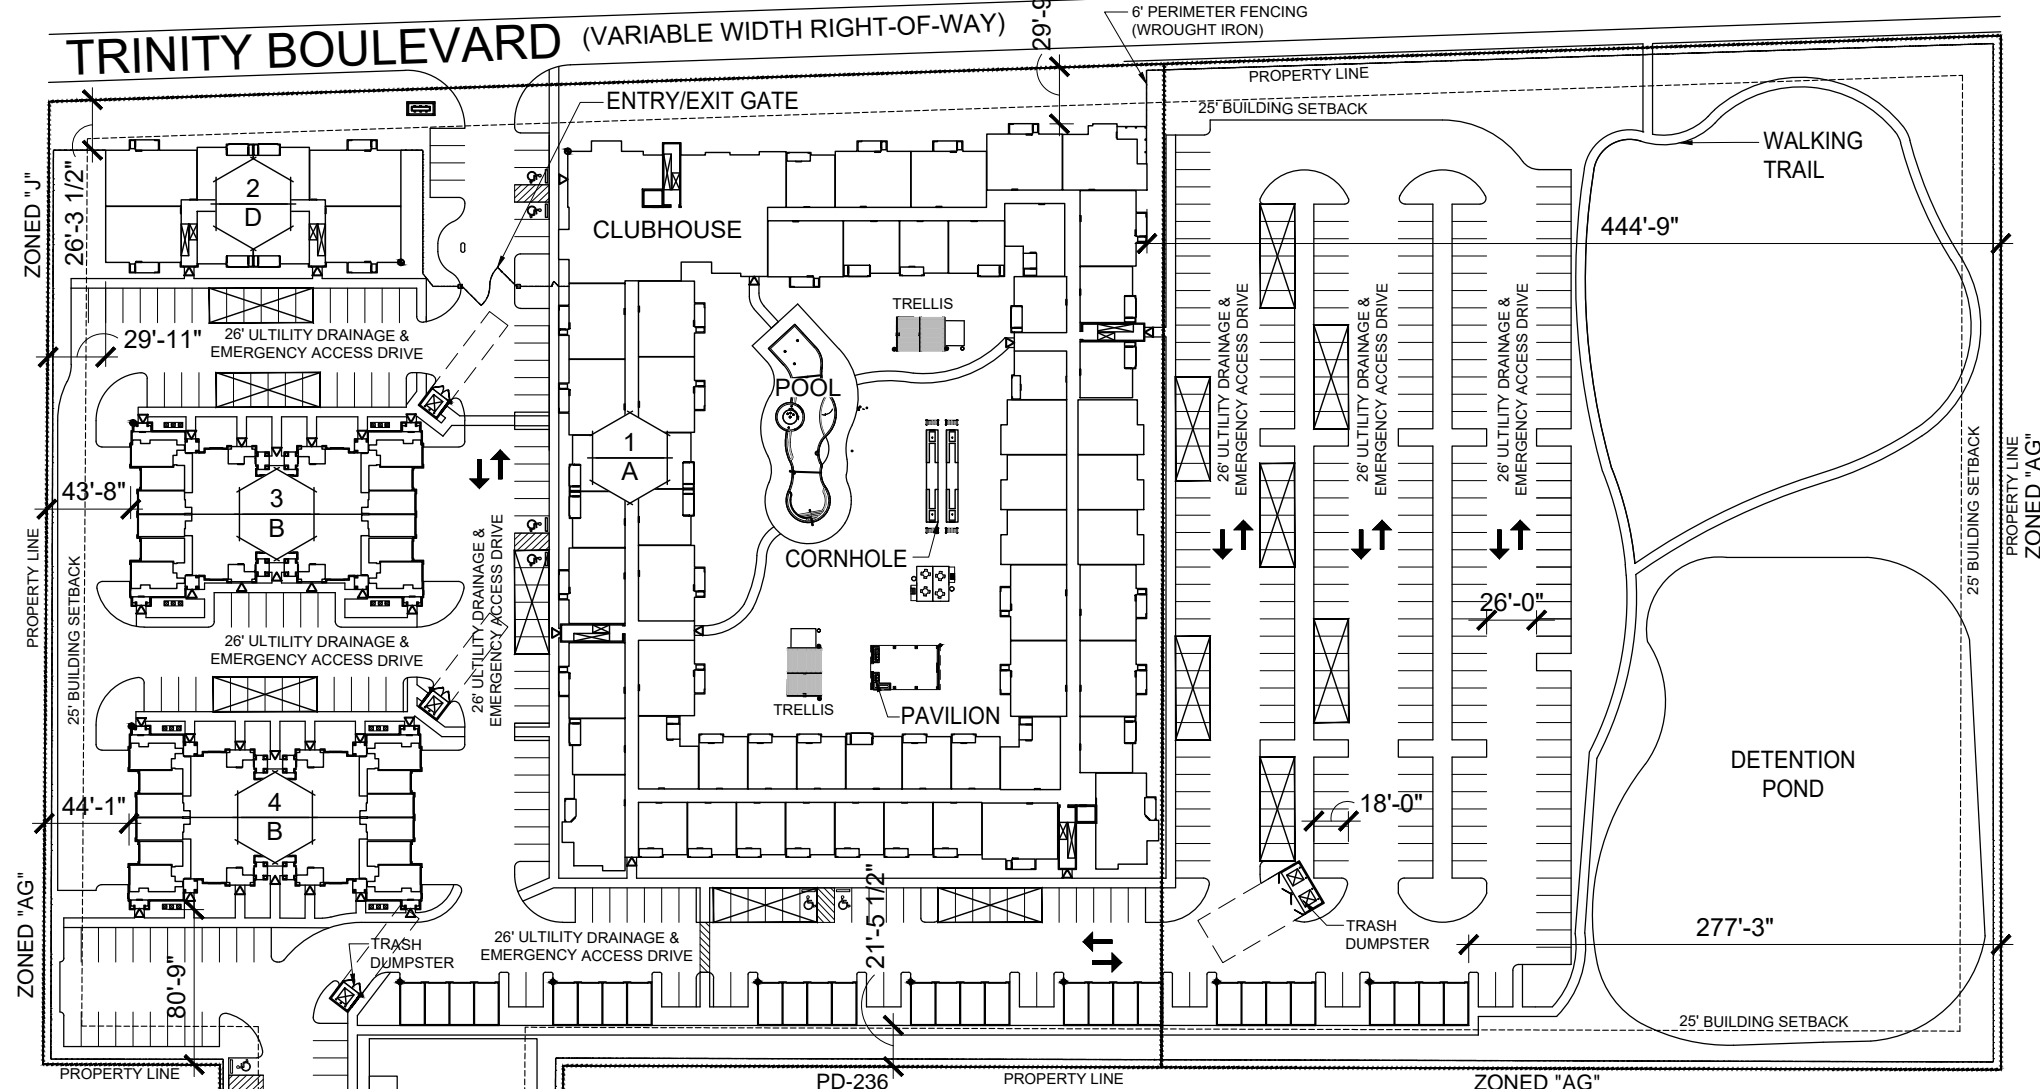 TRINITY BOULEVARD (VARIABLE WIDTH RIGHT-OF-WAY)
6' PERIMETER FENCING
(WROUGHT IRON)
PROPERTY LINE
25' BUILDING SETBACK
ENTRY/EXIT GATE
WALKING
TRAIL
ZONED "J"
26'-3 1/2"
2
D
CLUBHOUSE
444'-9"
29'-11"
26' ULTILITY DRAINAGE &
EMERGENCY ACCESS DRIVE
TRELLIS
POOL
26' ULTILITY DRAINAGE &
EMERGENCY ACCESS DRIVE
26' ULTILITY DRAINAGE &
EMERGENCY ACCESS DRIVE
26' ULTILITY DRAINAGE &
EMERGENCY ACCESS DRIVE
1
A
43'-8"
3
B
PROPERTY LINE
25' BUILDING SETBACK
26' ULTILITY DRAINAGE &
EMERGENCY ACCESS DRIVE
CORNHOLE
25' BUILDING SETBACK
PROPERTY LINE
ZONED "AG"
26'-0"
26' ULTILITY DRAINAGE &
EMERGENCY ACCESS DRIVE
TRELLIS
PAVILION
DETENTION
POND
44'-1"
4
B
18'-0"
ZONED "AG"
80'-9"
TRASH
DUMPSTER
26' ULTILITY DRAINAGE &
EMERGENCY ACCESS DRIVE
21'-5 1/2"
TRASH
DUMPSTER
277'-3"
25' BUILDING SETBACK
PROPERTY LINE
PD-236
PROPERTY LINE
ZONED "AG"